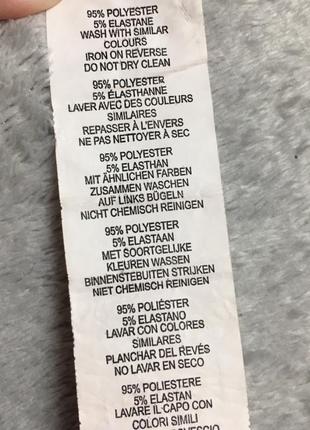 95% POLYESTER
5% ELASTANE
WASH WITH SIMILAR
COLOURS
IRON ON REVERSE
DO NOT DRY CLEAN
95% POLYESTER
5% ÉLASTHANNE
LAVER AVEC DES COULEURS
SIMILAIRES
REPASSER À L'ENVERS
NE PAS NETTOYER À SEC
95% POLYESTER
5% ELASTHAN
MIT ÄHNLICHEN FARBEN
ZUSAMMEN WASCHEN
AUF LINKS BÜGELN
NICHT CHEMISCH REINIGEN
95% POLYESTER
5% ELASTAAN
MET SOORTGELIJKE
KLEUREN WASSEN
BINNENSTEBUITEN STRIJKEN
NIET CHEMISCH REINIGEN
95% POLIÉSTER
5% ELASTANO
LAVAR CON COLORES
SIMILARES
PLANCHAR DEL REVÉS
NO LAVAR EN SECO
95% POLIESTERE
5% ELASTAN
LAVARE IL CAPO CON
COLORI SIMILI